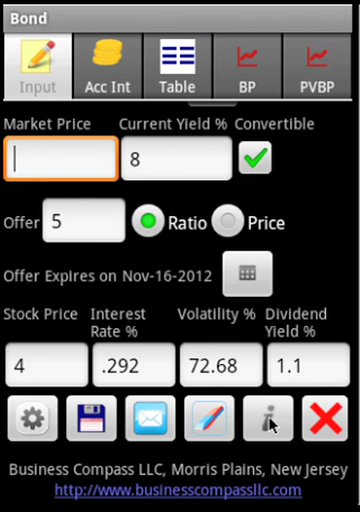 Bond
Input Acc Int Table BP PVBP
Market Price Current Yield % Convertible
8
Offer 5 Ratio Price
Offer Expires on Nov-16-2012
Stock Price Interest Rate % Volatility % Dividend Yield %
4 .292 72.68 1.1
i
Business Compass LLC, Morris Plains, New Jersey
http://www.businesscompassllc.com